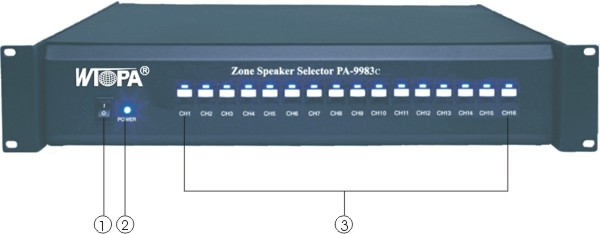 WTOPA®
Zone Speaker Selector PA-9983C
I
O
POWER
CH1 CH2 CH3 CH4 CH5 CH6 CH7 CH8 CH9 CH10 CH11 CH12 CH13 CH14 CH15 CH16
1 2 3